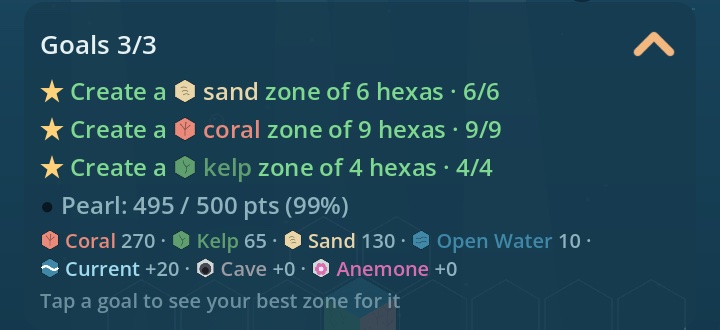 Goals 3/3
Create a sand zone of 6 hexas · 6/6
Create a coral zone of 9 hexas · 9/9
Create a kelp zone of 4 hexas · 4/4
Pearl: 495 / 500 pts (99%)
Coral 270 · Kelp 65 · Sand 130 · Open Water 10 ·
Current +20 · Cave +0 · Anemone +0
Tap a goal to see your best zone for it